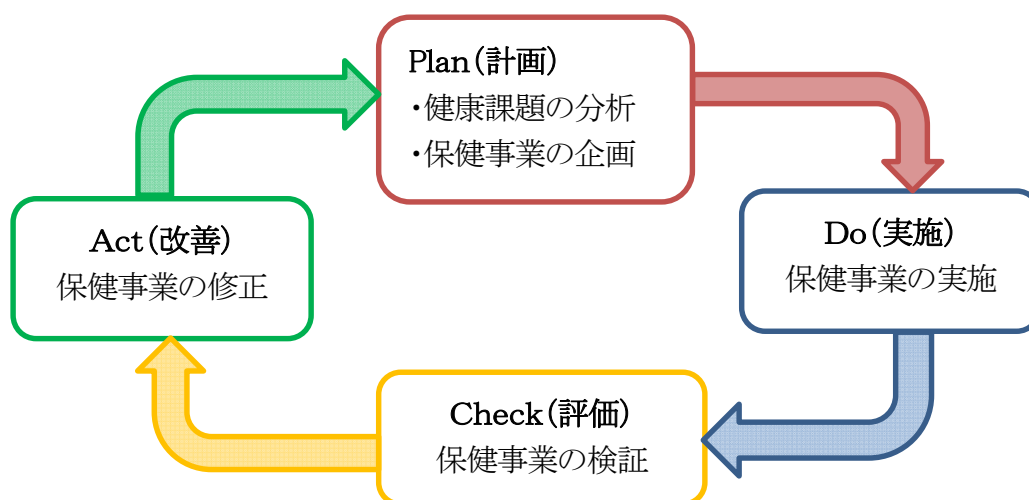 Plan(計画)
・健康課題の分析
・保健事業の企画
Do(実施)
保健事業の実施
Check(評価)
保健事業の検証
Act(改善)
保健事業の修正